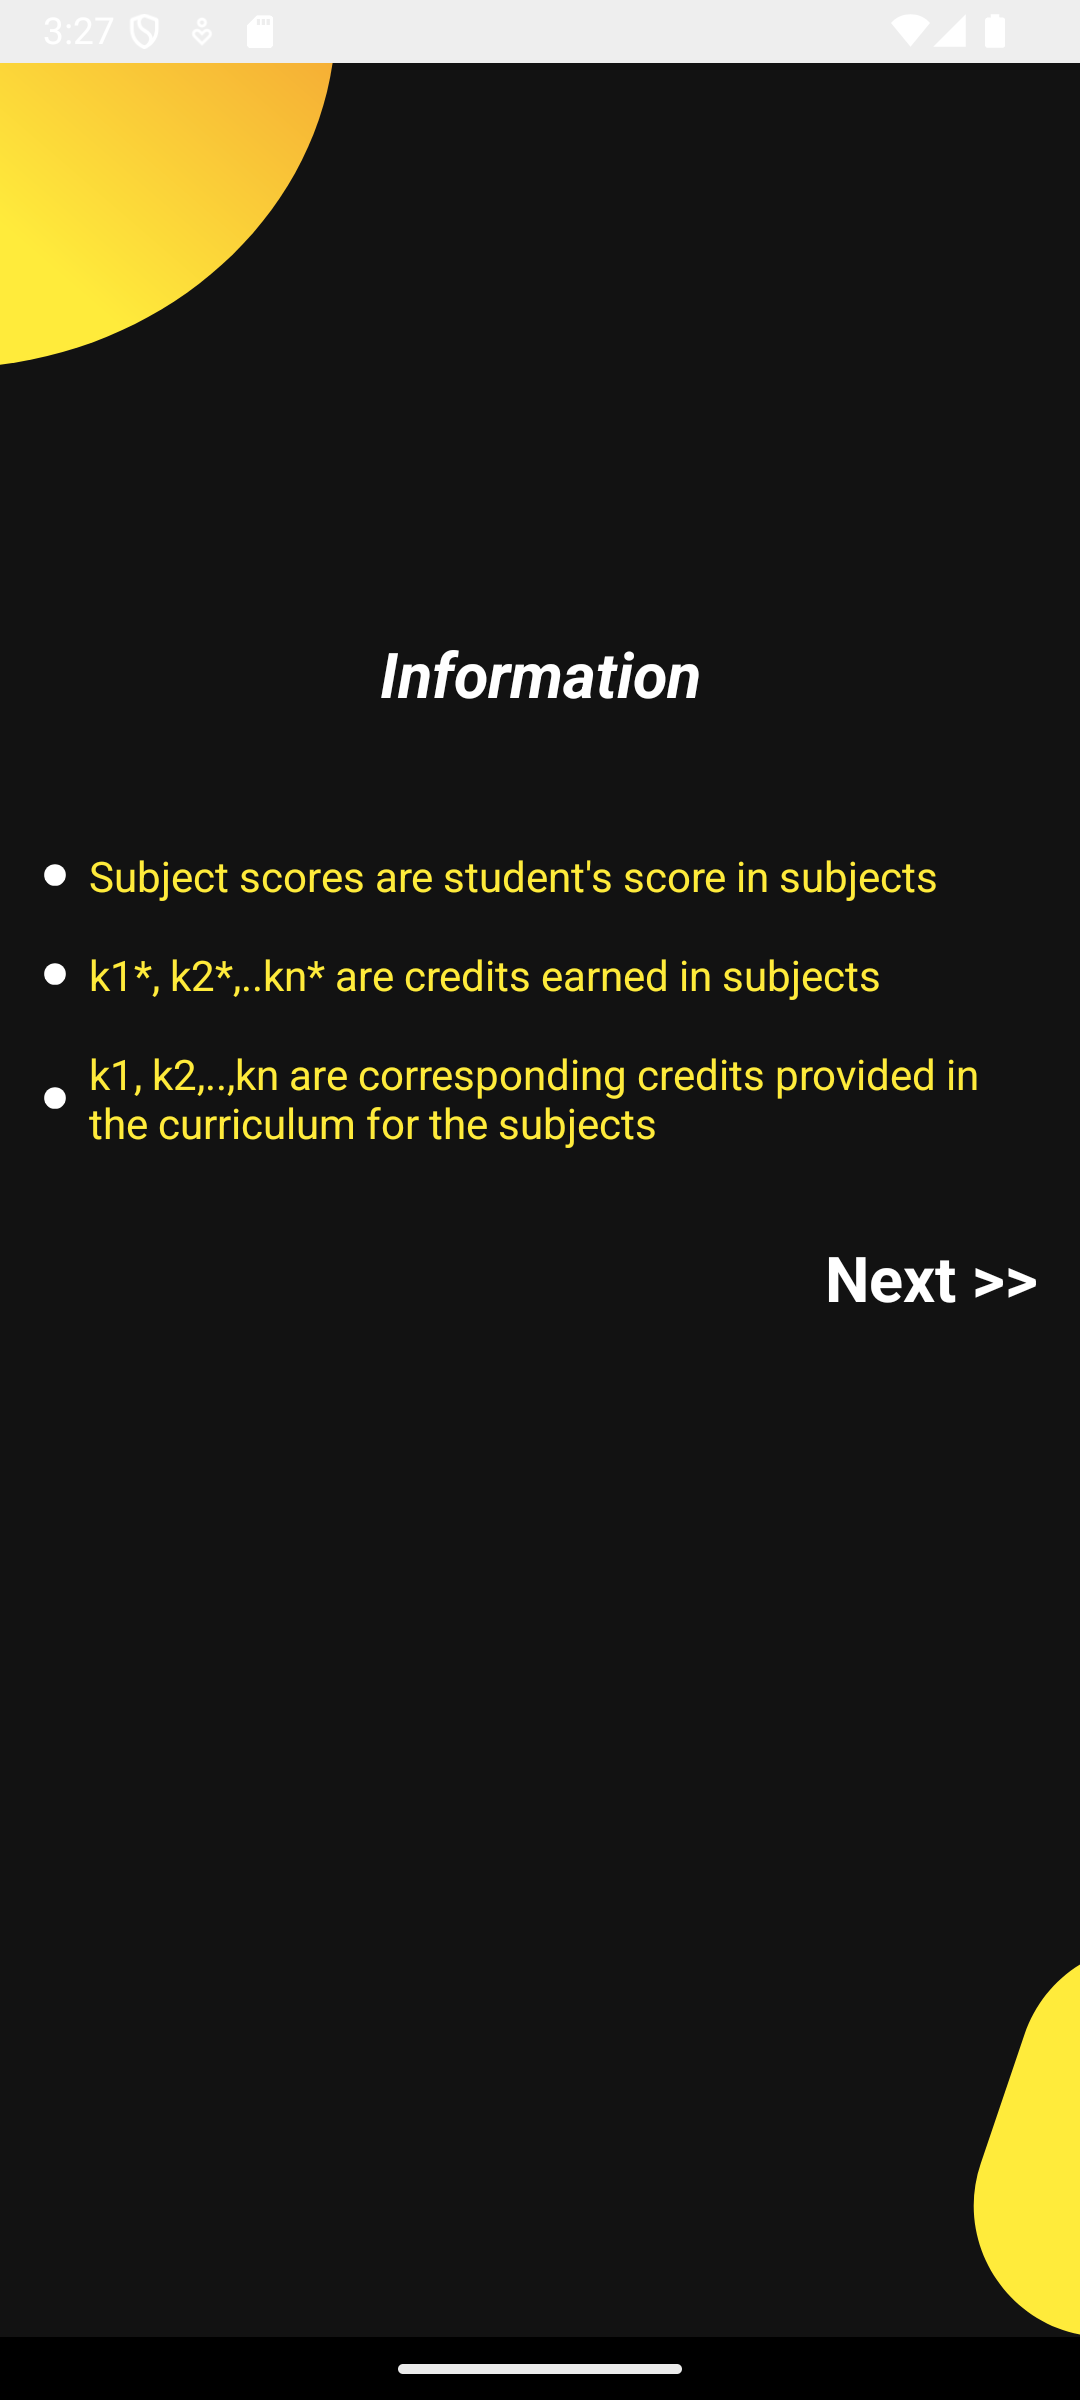 3:27
Information
Subject scores are student's score in subjects
k1*, k2*,..kn* are credits earned in subjects
k1, k2,..,kn are corresponding credits provided in
the curriculum for the subjects
Next >>